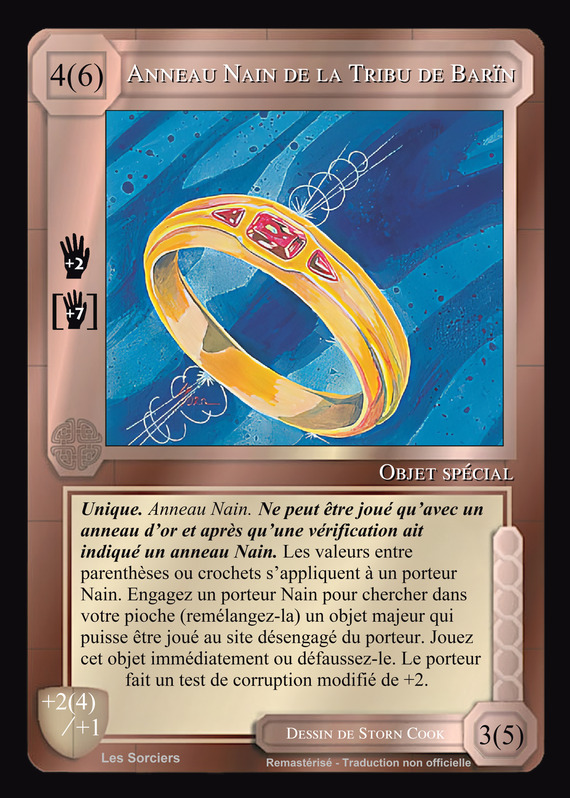 4(6)
Anneau Nain de la Tribu de Barïn
+2
[+7]
Objet spécial
Unique. Anneau Nain. Ne peut être joué qu'avec un
anneau d'or et après qu'une vérification ait
indiqué un anneau Nain. Les valeurs entre
parenthèses ou crochets s'appliquent à un porteur
Nain. Engagez un porteur Nain pour chercher dans
votre pioche (remélangez-la) un objet majeur qui
puisse être joué au site désengagé du porteur. Jouez
cet objet immédiatement ou défaussez-le. Le porteur
fait un test de corruption modifié de +2.
+2(4)
/+1
Dessin de Storn Cook
3(5)
Les Sorciers
Remastérisé - Traduction non officielle